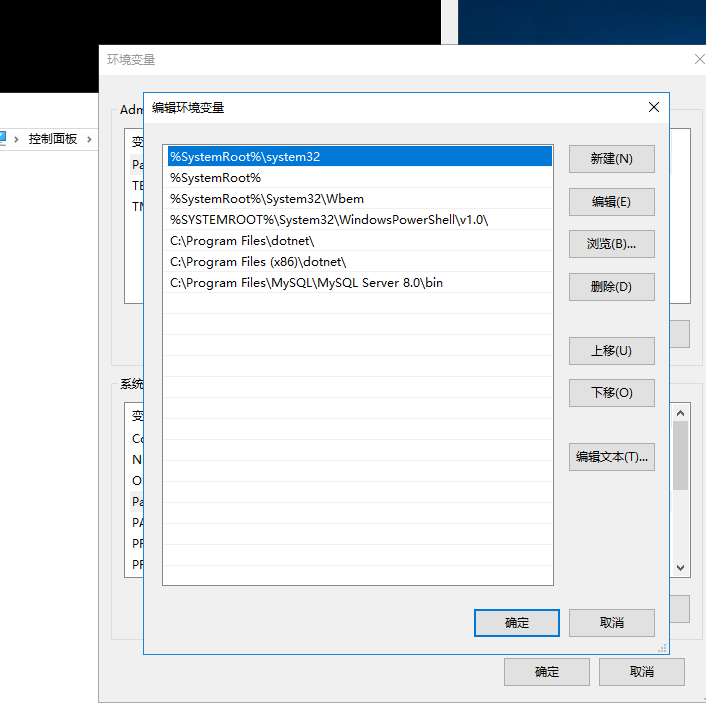 环境变量
编辑环境变量
控制面板
%SystemRoot%\system32
%SystemRoot%
%SystemRoot%\System32\Wbem
%SYSTEMROOT%\System32\WindowsPowerShell\v1.0\
C:\Program Files\dotnet\
C:\Program Files (x86)\dotnet\
C:\Program Files\MySQL\MySQL Server 8.0\bin
新建(N)
编辑(E)
浏览(B)...
删除(D)
上移(U)
下移(O)
编辑文本(T)...
确定
取消
Adm
变
Pa
TE
TM
系统
变
Co
N
O
Pa
PA
PR
PR
确定
取消